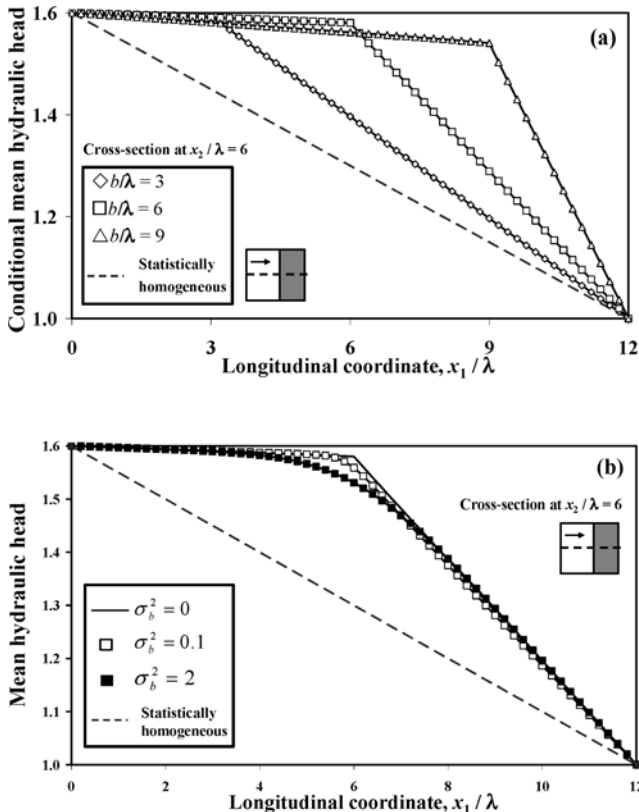 (a)
Conditional mean hydraulic head
1.6
1.4
1.2
1.0
Cross-section at x₂ / λ = 6
b/λ = 3
b/λ = 6
b/λ = 9
Statistically
homogeneous
0
3
6
9
12
Longitudinal coordinate, x₁ / λ
(b)
Mean hydraulic head
1.6
1.5
1.4
1.3
1.2
1.1
1.0
Cross-section at x₂ / λ = 6
σ_b² = 0
σ_b² = 0.1
σ_b² = 2
Statistically
homogeneous
0
2
4
6
8
10
12
Longitudinal coordinate, x₁ / λ